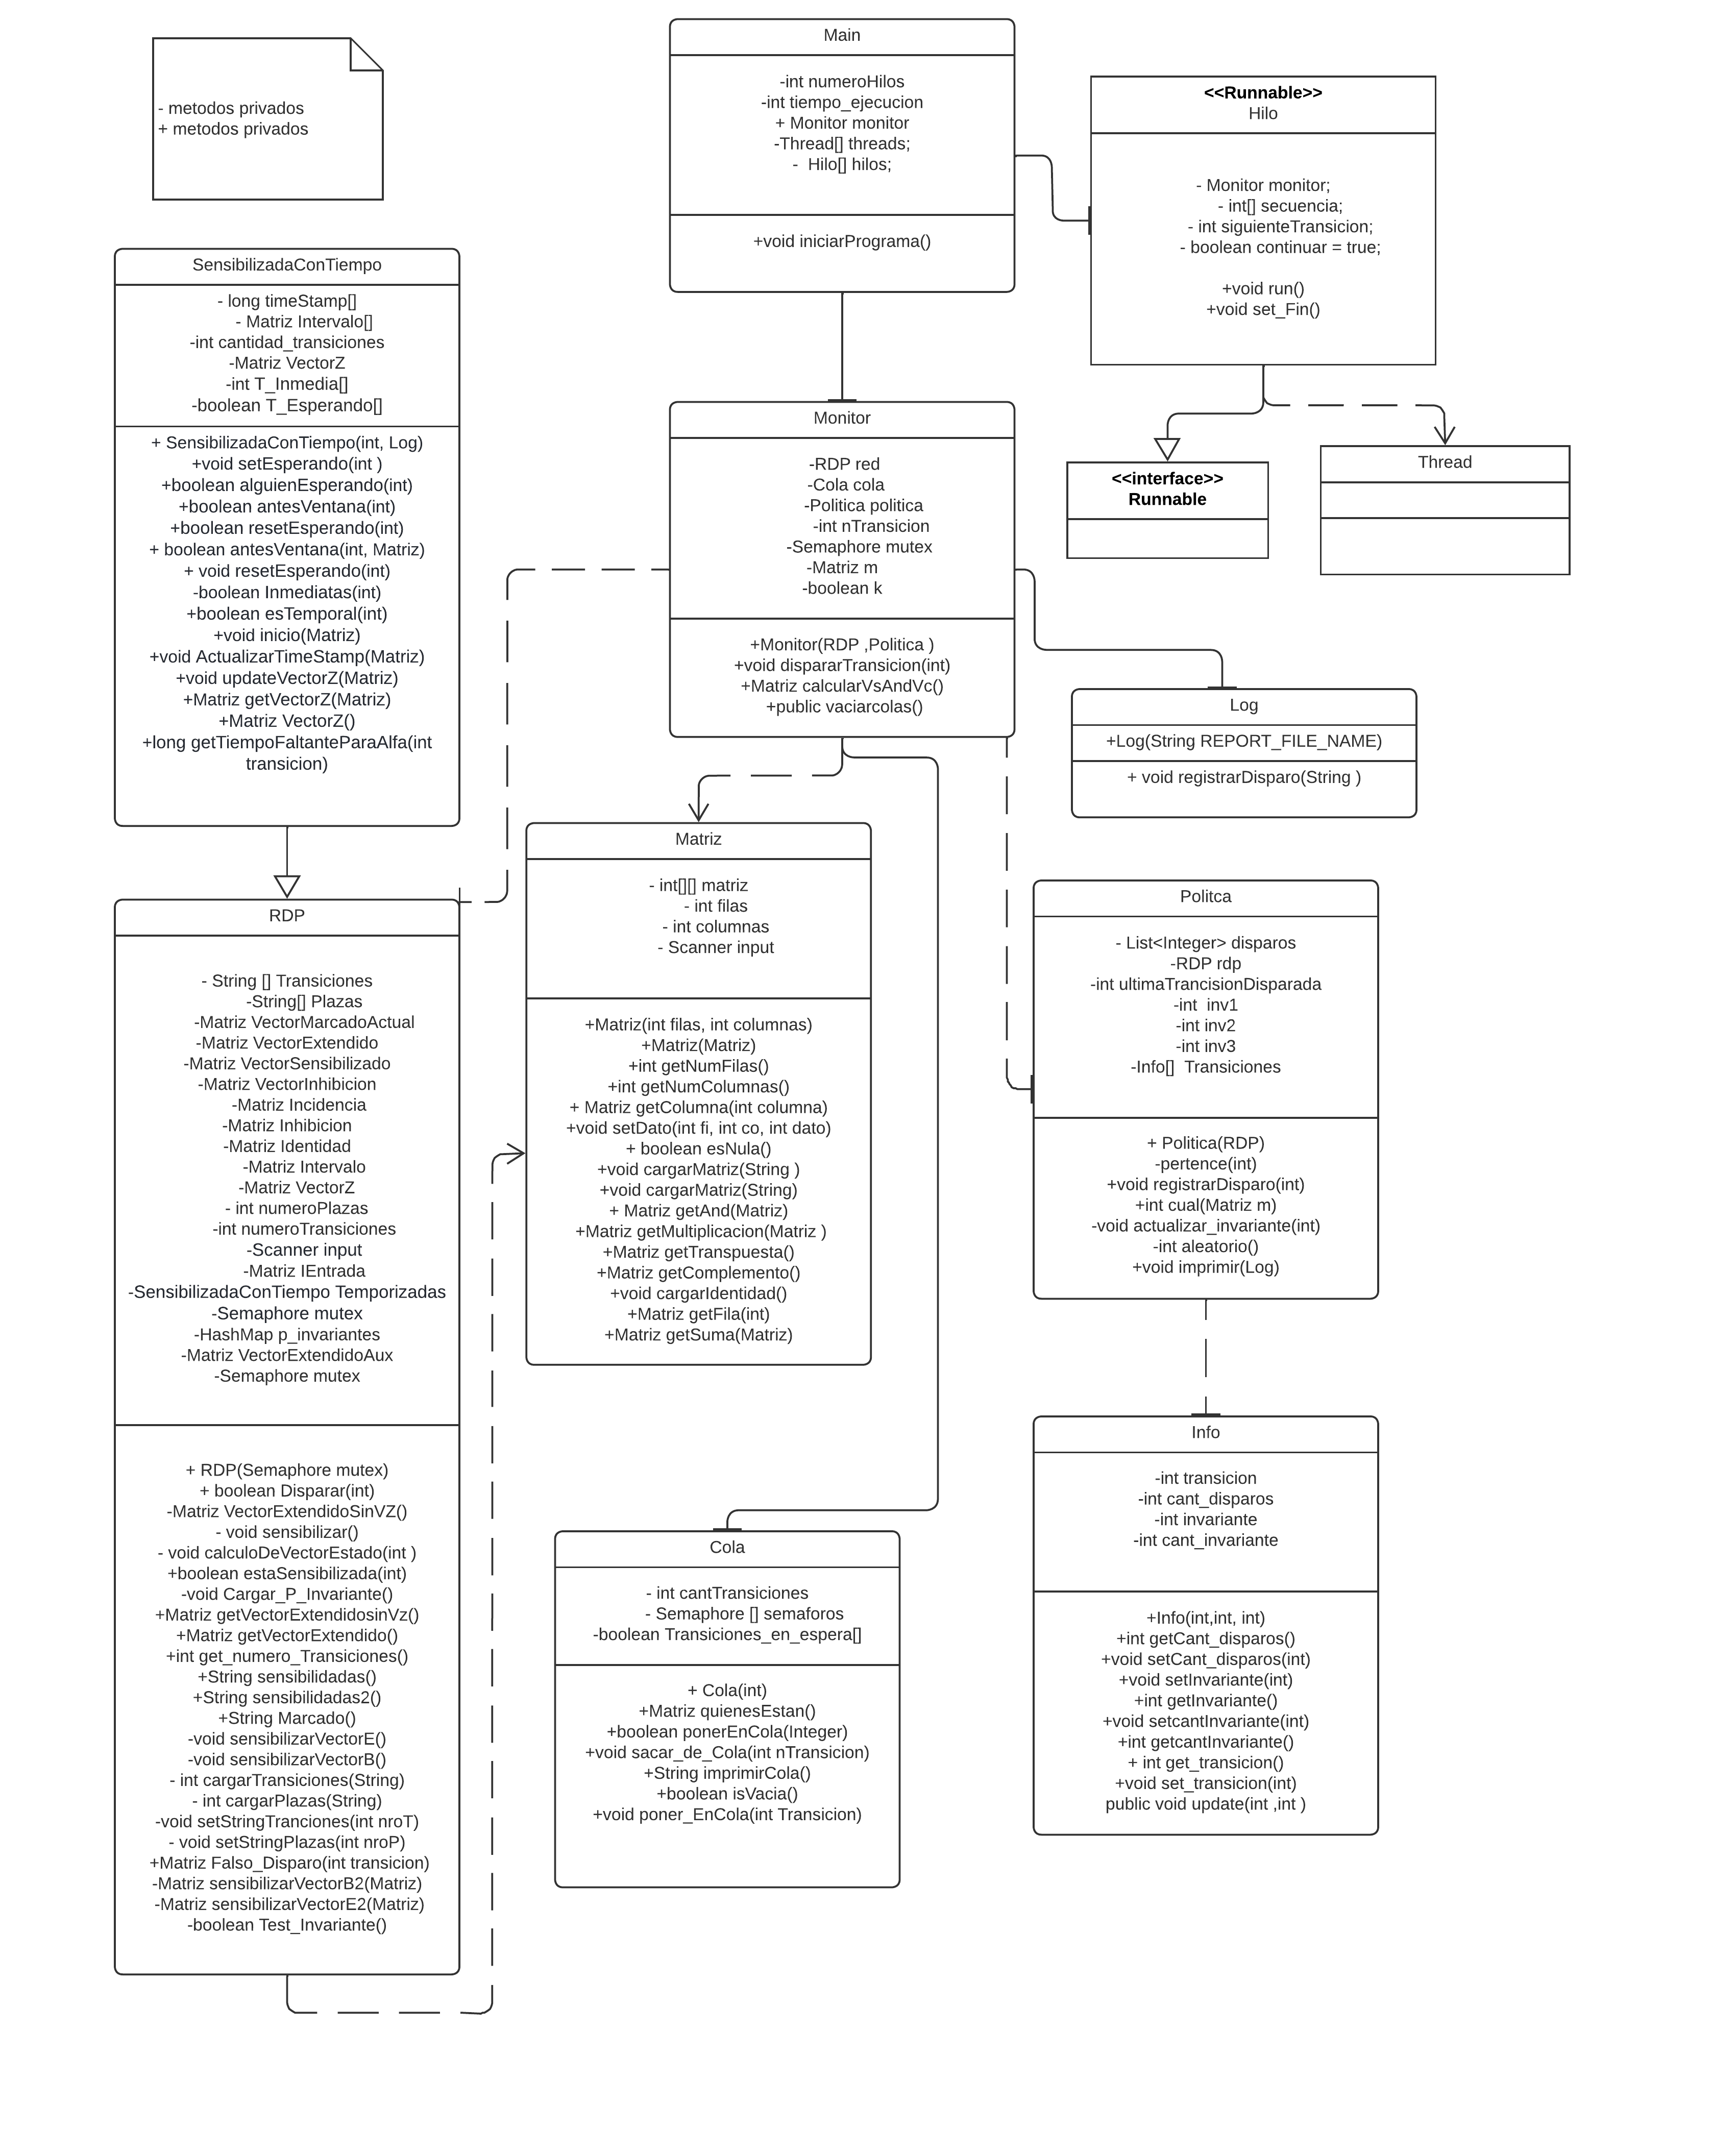 - metodos privados
+ metodos privados
Main
-int numeroHilos
-int tiempo_ejecucion
+ Monitor monitor
-Thread[] threads;
- Hilo[] hilos;
+void iniciarPrograma()
<<Runnable>>
Hilo
- Monitor monitor;
- int[] secuencia;
- int siguienteTransicion;
- boolean continuar = true;
+void run()
+void set_Fin()
SensibilizadaConTiempo
- long timeStamp[]
- Matriz Intervalo[]
-int cantidad_transiciones
-Matriz VectorZ
-int T_Inmedia[]
-boolean T_Esperando[]
+ SensibilizadaConTiempo(int, Log)
+void setEsperando(int )
+boolean alguienEsperando(int)
+boolean antesVentana(int)
+boolean resetEsperando(int)
+ boolean antesVentana(int, Matriz)
+ void resetEsperando(int)
-boolean Inmediatas(int)
+boolean esTemporal(int)
+void inicio(Matriz)
+void ActualizarTimeStamp(Matriz)
+void updateVectorZ(Matriz)
+Matriz getVectorZ(Matriz)
+Matriz VectorZ()
+long getTiempoFaltanteParaAlfa(int
transicion)
Monitor
-RDP red
-Cola cola
-Politica politica
-int nTransicion
-Semaphore mutex
-Matriz m
-boolean k
+Monitor(RDP ,Politica )
+void dispararTransicion(int)
+Matriz calcularVsAndVc()
+public vaciarcolas()
<<interface>>
Runnable
Thread
Log
+Log(String REPORT_FILE_NAME)
+ void registrarDisparo(String )
Matriz
- int[][] matriz
- int filas
- int columnas
- Scanner input
+Matriz(int filas, int columnas)
+Matriz(Matriz)
+int getNumFilas()
+int getNumColumnas()
+ Matriz getColumna(int columna)
+void setDato(int fi, int co, int dato)
+ boolean esNula()
+void cargarMatriz(String )
+void cargarMatriz(String)
+ Matriz getAnd(Matriz)
+Matriz getMultiplicacion(Matriz )
+Matriz getTranspuesta()
+Matriz getComplemento()
+void cargarIdentidad()
+Matriz getFila(int)
+Matriz getSuma(Matriz)
Politca
- List<Integer> disparos
-RDP rdp
-int ultimaTrancisionDisparada
-int inv1
-int inv2
-int inv3
-Info[] Transiciones
+ Politica(RDP)
-pertence(int)
+void registrarDisparo(int)
+int cual(Matriz m)
-void actualizar_invariante(int)
-int aleatorio()
+void imprimir(Log)
RDP
- String [] Transiciones
-String[] Plazas
-Matriz VectorMarcadoActual
-Matriz VectorExtendido
-Matriz VectorSensibilizado
-Matriz VectorInhibicion
-Matriz Incidencia
-Matriz Inhibicion
-Matriz Identidad
-Matriz Intervalo
-Matriz VectorZ
- int numeroPlazas
-int numeroTransiciones
-Scanner input
-Matriz IEntrada
-SensibilizadaConTiempo Temporizadas
-Semaphore mutex
-HashMap p_invariantes
-Matriz VectorExtendidoAux
-Semaphore mutex
+ RDP(Semaphore mutex)
+ boolean Disparar(int)
-Matriz VectorExtendidoSinVZ()
- void sensibilizar()
- void calculoDeVectorEstado(int )
+boolean estaSensibilizada(int)
-void Cargar_P_Invariante()
+Matriz getVectorExtendidosinVz()
+Matriz getVectorExtendido()
+int get_numero_Transiciones()
+String sensibilidadas()
+String sensibilidadas2()
+String Marcado()
-void sensibilizarVectorE()
-void sensibilizarVectorB()
- int cargarTransiciones(String)
- int cargarPlazas(String)
-void setStringTranciones(int nroT)
- void setStringPlazas(int nroP)
+Matriz Falso_Disparo(int transicion)
-Matriz sensibilizarVectorB2(Matriz)
-Matriz sensibilizarVectorE2(Matriz)
-boolean Test_Invariante()
Cola
- int cantTransiciones
- Semaphore [] semaforos
-boolean Transiciones_en_espera[]
+ Cola(int)
+Matriz quienesEstan()
+boolean ponerEnCola(Integer)
+void sacar_de_Cola(int nTransicion)
+String imprimirCola()
+boolean isVacia()
+void poner_EnCola(int Transicion)
Info
-int transicion
-int cant_disparos
-int invariante
-int cant_invariante
+Info(int,int, int)
+int getCant_disparos()
+void setCant_disparos(int)
+void setInvariante(int)
+int getInvariante()
+void setcantInvariante(int)
+int getcantInvariante()
+ int get_transicion()
+void set_transicion(int)
public void update(int ,int )